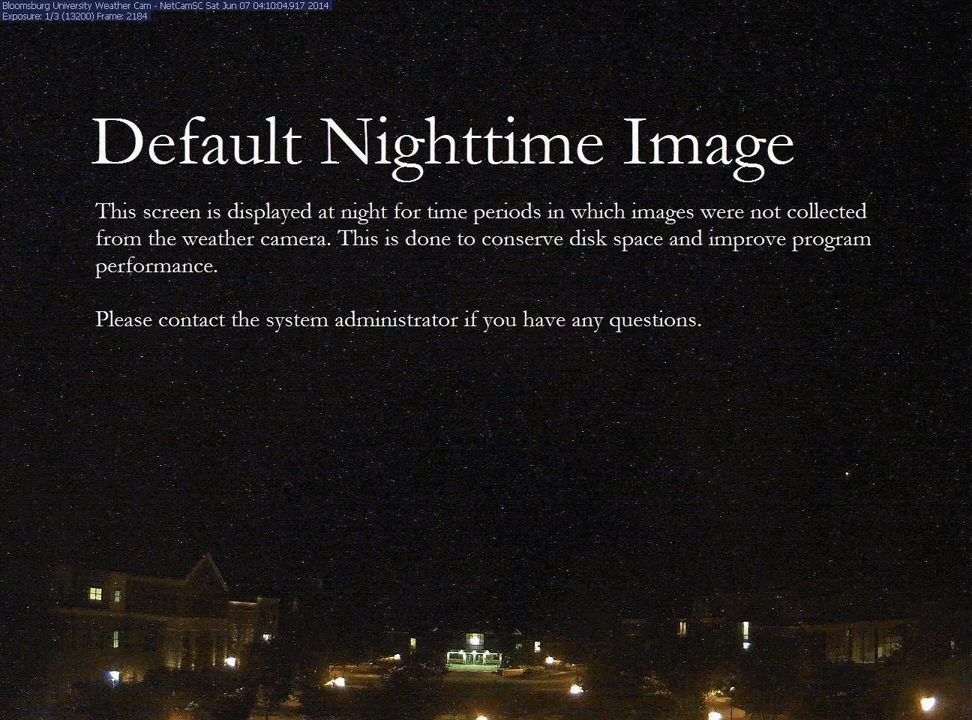 Bloomsburg University Weather Cam - NetCamSC Sat Jun 07 04:10:04.917 2014
Exposure: 1/3 (13200) Frame: 2184
Default Nighttime Image
This screen is displayed at night for time periods in which images were not collected
from the weather camera. This is done to conserve disk space and improve program
performance.
Please contact the system administrator if you have any questions.